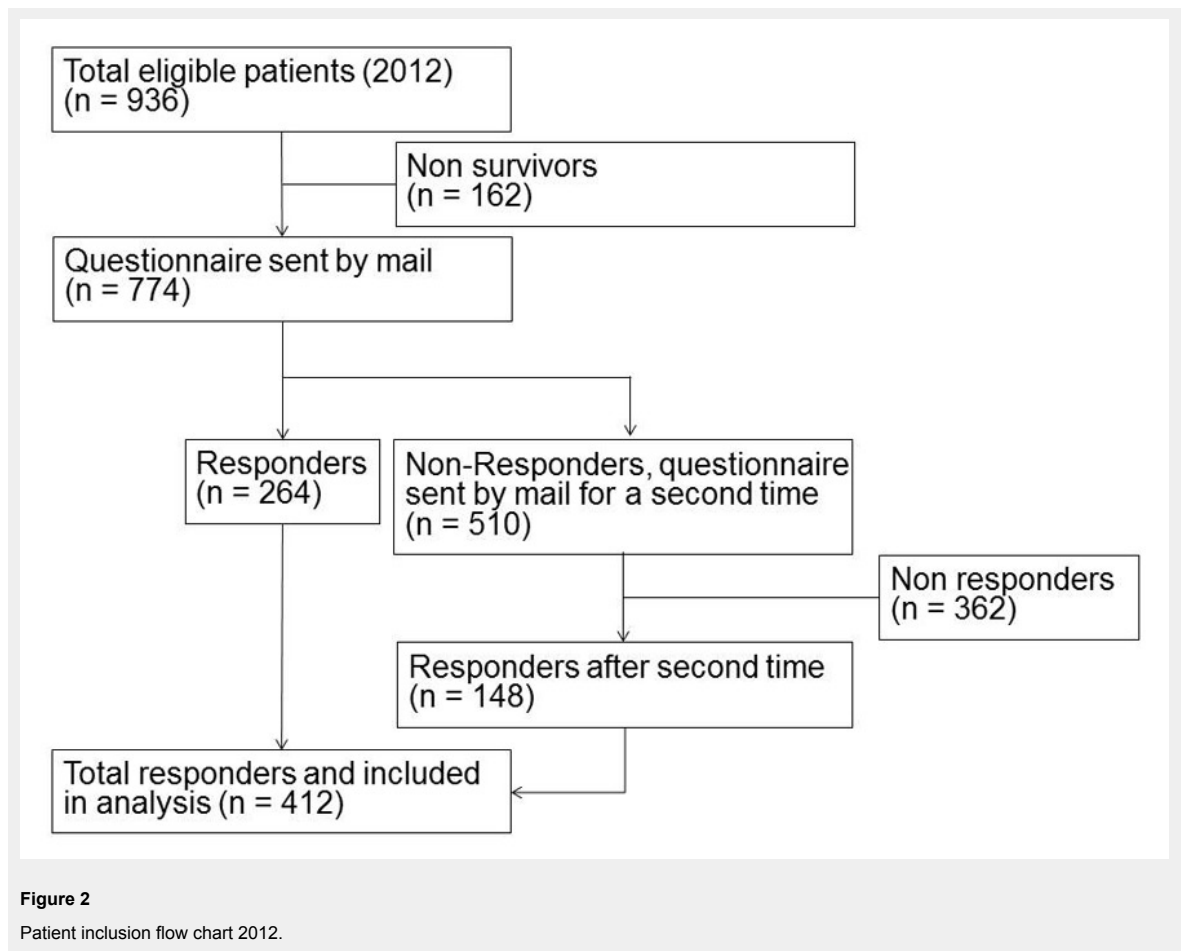 Total eligible patients (2012)
(n = 936)
Non survivors
(n = 162)
Questionnaire sent by mail
(n = 774)
Responders
(n = 264)
Non-Responders, questionnaire
sent by mail for a second time
(n = 510)
Non responders
(n = 362)
Responders after second time
(n = 148)
Total responders and included
in analysis (n = 412)
Figure 2
Patient inclusion flow chart 2012.